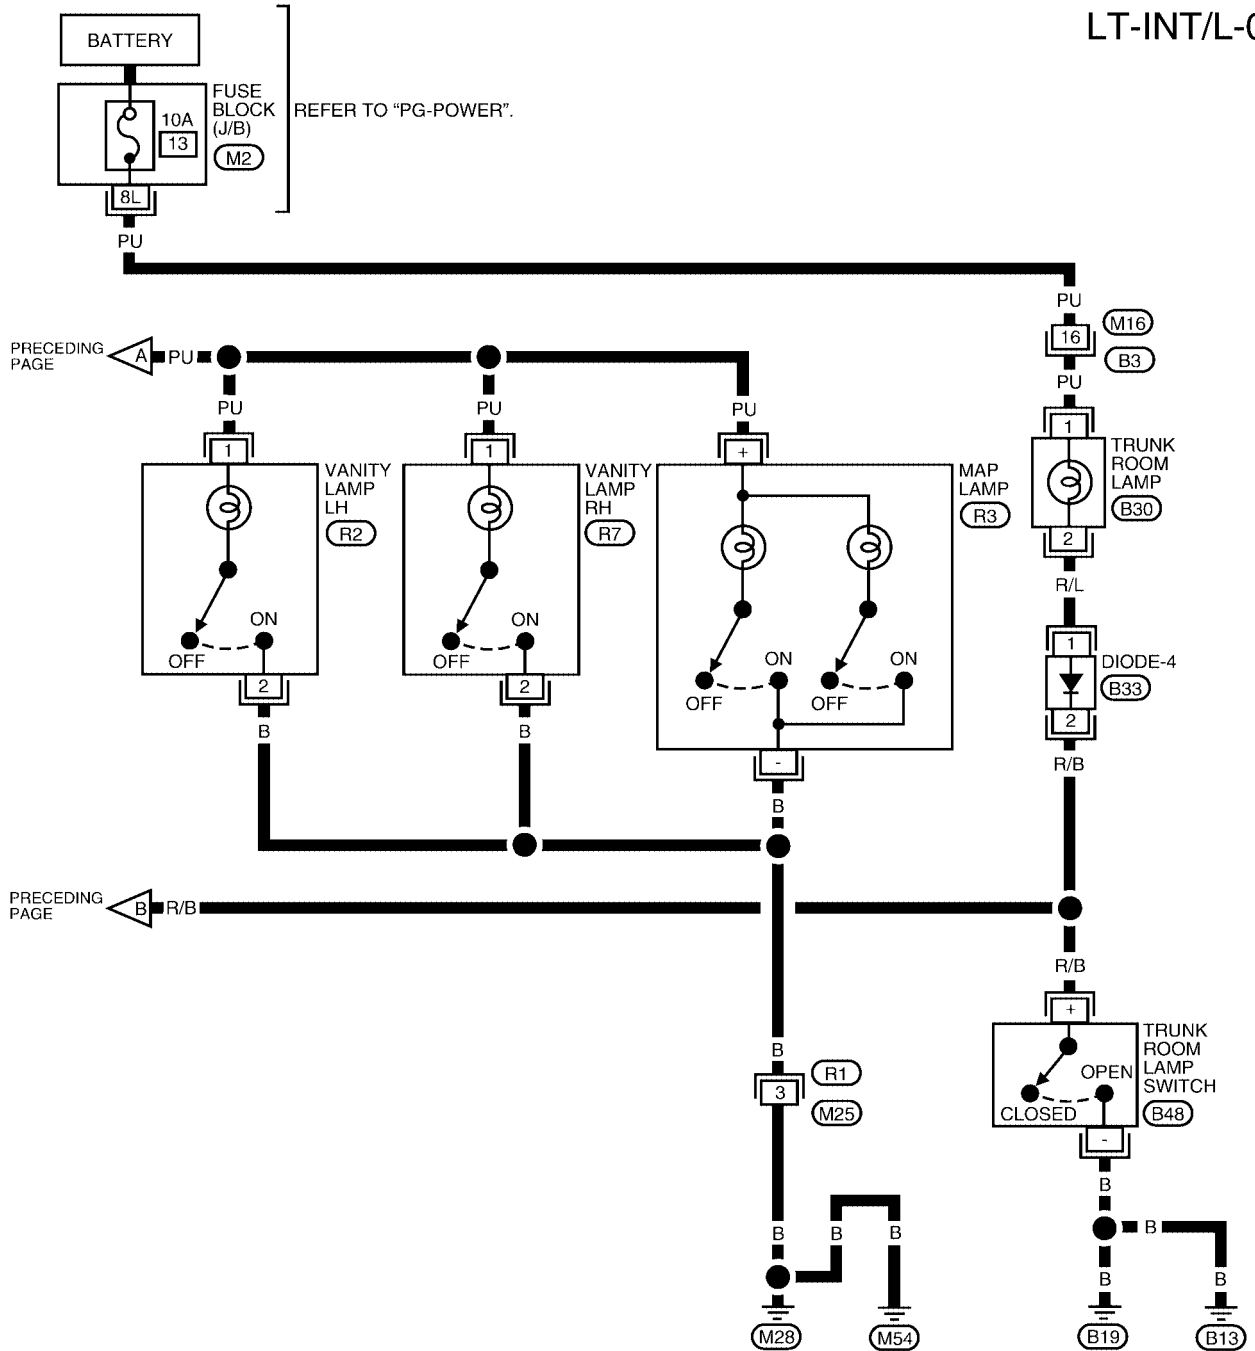 LT-INT/L-0
BATTERY
FUSE
BLOCK
(J/B)
M2
10A
13
REFER TO “PG-POWER”.
8L
PU
PU
M16
16
B3
PU
PRECEDING
PAGE
A
PU
PU
PU
PU
1
1
+
1
VANITY
LAMP
LH
R2
VANITY
LAMP
RH
R7
MAP
LAMP
R3
TRUNK
ROOM
LAMP
B30
2
R/L
ON
OFF
ON
OFF
ON
OFF
ON
OFF
1
DIODE-4
B33
2
R/B
2
2
-
B
B
B
PRECEDING
PAGE
B
R/B
R/B
+
TRUNK
ROOM
LAMP
SWITCH
B48
OPEN
CLOSED
-
B
R1
3
M25
B
B
B
B
B
B
B
M28
M54
B19
B13